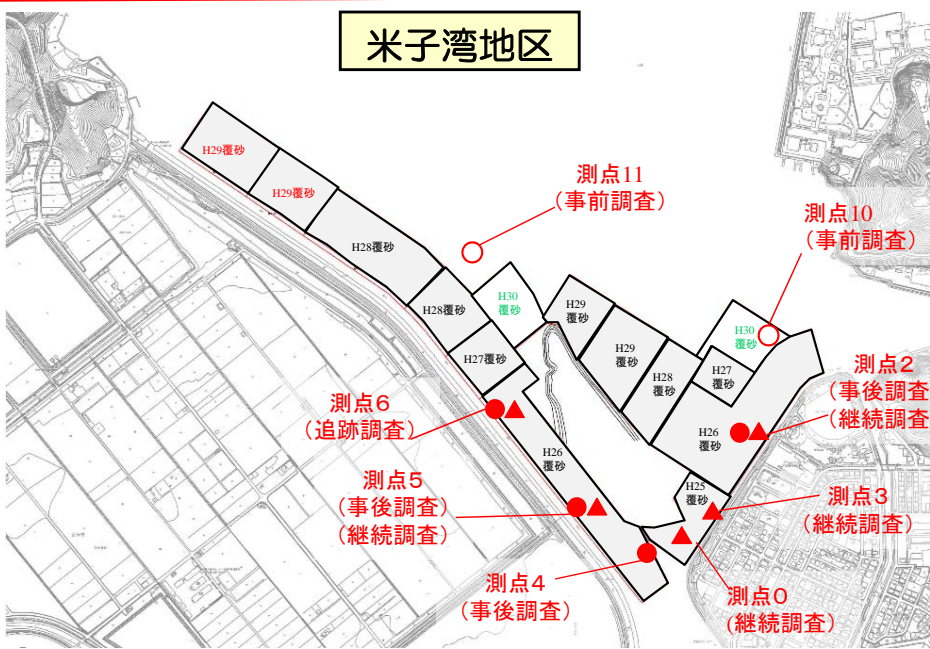 米子湾地区
H29覆砂
H29覆砂
H28覆砂
H28覆砂
H27覆砂
H30
覆砂
測点11
（事前調査）
測点10
（事前調査）
H29
覆砂
H29
覆砂
H28
覆砂
H30
覆砂
H27
覆砂
H26
覆砂
測点2
（事後調査
（継続調査
H25
覆砂
測点3
（継続調査）
測点0
(継続調査）
測点6
（追跡調査）
H26
覆砂
測点5
（事後調査）
（継続調査）
測点4
（事後調査）